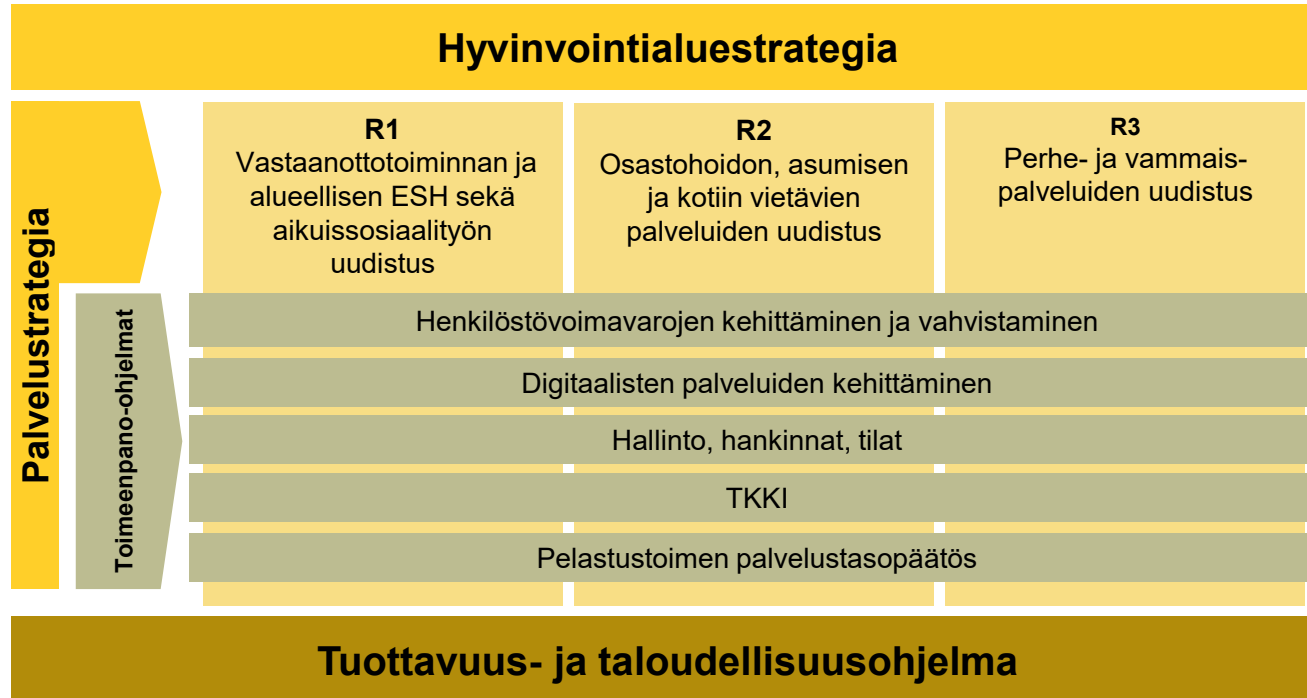 Hyvinvointialuestrategia
Palvelustrategia
R1
Vastaanottotoiminnan ja
alueellisen ESH sekä
aikuissosiaalityön
uudistus
R2
Osastohoidon, asumisen
ja kotiin vietävien
palveluiden uudistus
R3
Perhe- ja vammais-
palveluiden uudistus
Toimeenpano-ohjelmat
Henkilöstövoimavarojen kehittäminen ja vahvistaminen
Digitaalisten palveluiden kehittäminen
Hallinto, hankinnat, tilat
TKKI
Pelastustoimen palvelustasopäätös
Tuottavuus- ja taloudellisuusohjelma